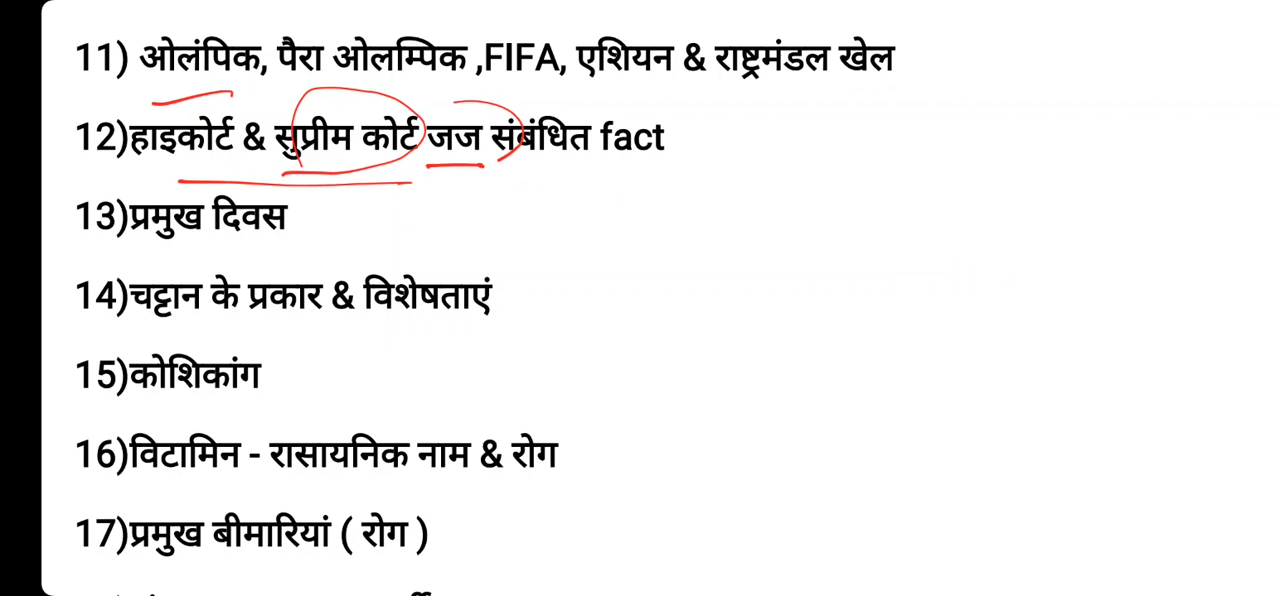 11) ओलंपिक, पैरा ओलम्पिक ,FIFA, एशियन & राष्ट्रमंडल खेल
12)हाइकोर्ट & सुप्रीम कोर्ट जज संबंधित fact
13)प्रमुख दिवस
14)चट्टान के प्रकार & विशेषताएं
15)कोशिकांग
16)विटामिन - रासायनिक नाम & रोग
17)प्रमुख बीमारियां ( रोग )